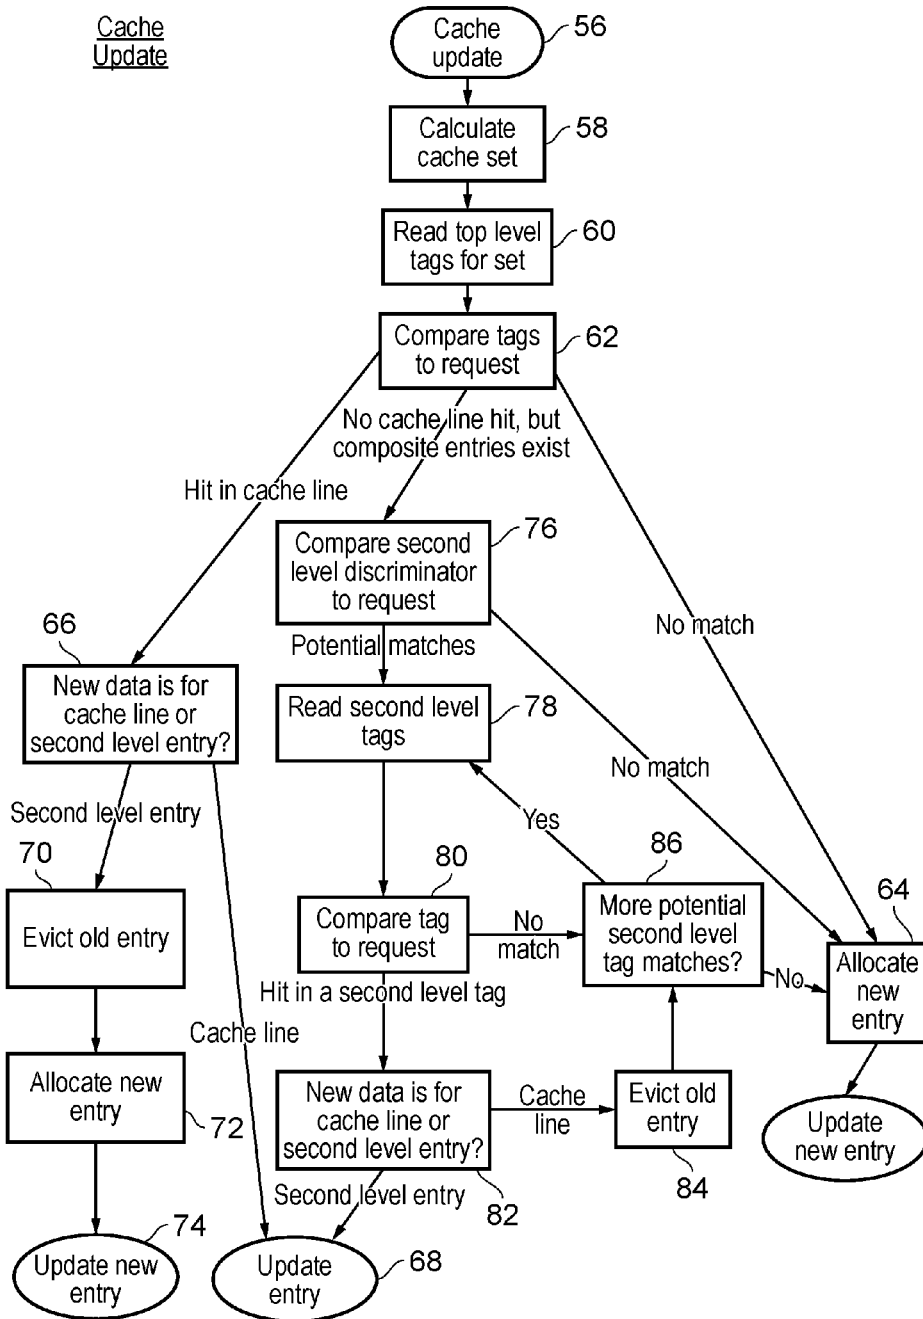 Cache
Update
Cache
update
56
Calculate
cache set
58
Read top level
tags for set
60
Compare tags
to request
62
No cache line hit, but
composite entries exist
Hit in cache line
Compare second
level discriminator
to request
76
No match
66
New data is for
cache line or
second level entry?
Potential matches
Read second level
tags
78
No match
Second level entry
Yes
70
Evict old entry
80
Compare tag
to request
No
match
86
More potential
second level
tag matches?
No
64
Allocate
new
entry
Hit in a second level tag
Cache line
Allocate new
entry
72
New data is for
cache line or
second level entry?
82
Cache
line
Evict old
entry
84
Update
new entry
Second level entry
Update new
entry
74
Update
entry
68